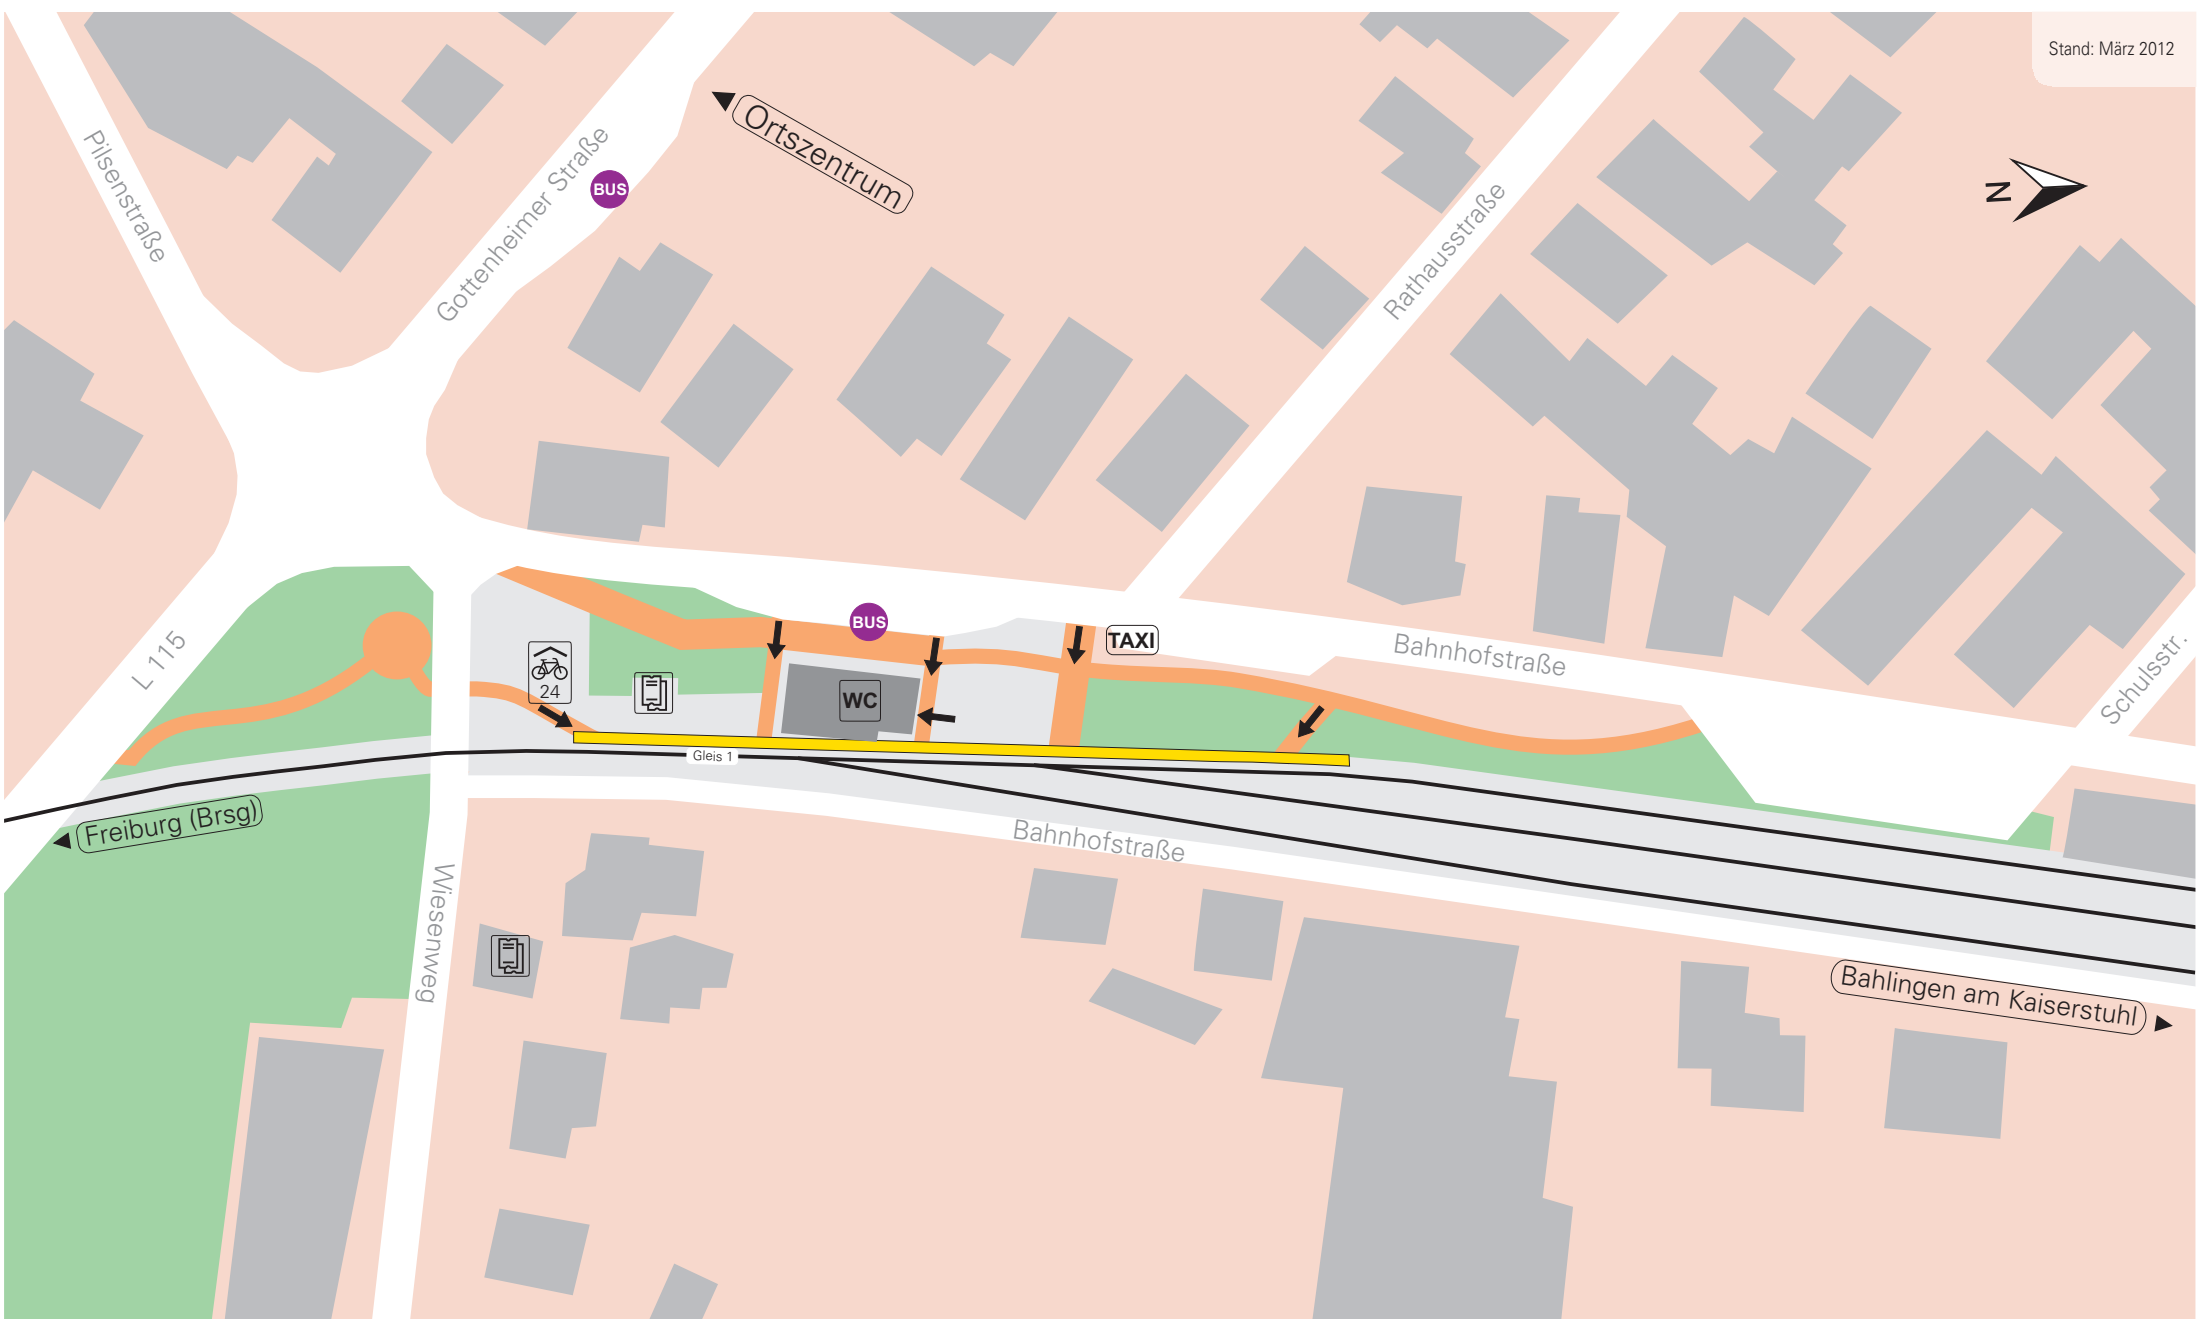 Stand: März 2012
Ortszentrum
Pilsenstraße
Gottenheimer Straße
BUS
Rathausstraße
N
L 115
BUS
TAXI
Bahnhofstraße
Schulsstr.
24
WC
Gleis 1
Freiburg (Brsg)
Bahnhofstraße
Wiesenweg
Bahlingen am Kaiserstuhl